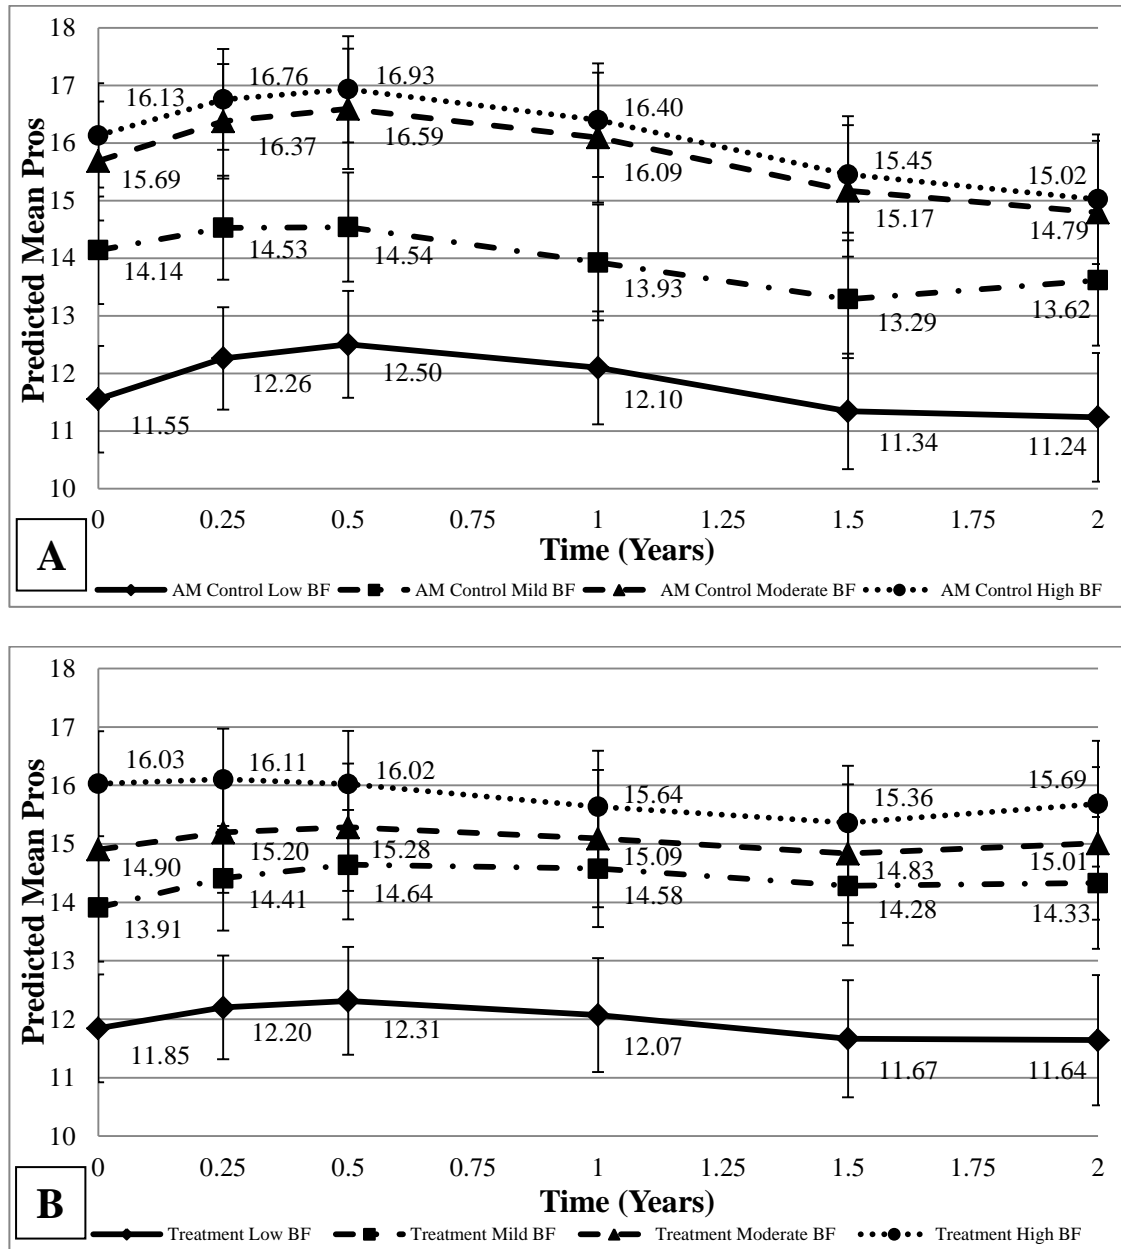 Predicted Mean Pros
18
17
16
15
14
13
12
11
10
16.13 16.76 16.93 16.40 15.45 15.02
15.69 16.37 16.59 16.09 15.17 14.79
14.14 14.53 14.54 13.93 13.29 13.62
11.55 12.26 12.50 12.10 11.34 11.24
0 0.25 0.5 0.75 1 1.25 1.5 1.75 2
A
Time (Years)
AM Control Low BF AM Control Mild BF AM Control Moderate BF AM Control High BF
Predicted Mean Pros
18
17
16
15
14
13
12
11
10
16.03 16.11 16.02 15.64 15.36 15.69
14.90 15.20 15.28 15.09 14.83 15.01
13.91 14.41 14.64 14.58 14.28 14.33
11.85 12.20 12.31 12.07 11.67 11.64
0 0.25 0.5 0.75 1 1.25 1.5 1.75 2
B
Time (Years)
Treatment Low BF Treatment Mild BF Treatment Moderate BF Treatment High BF